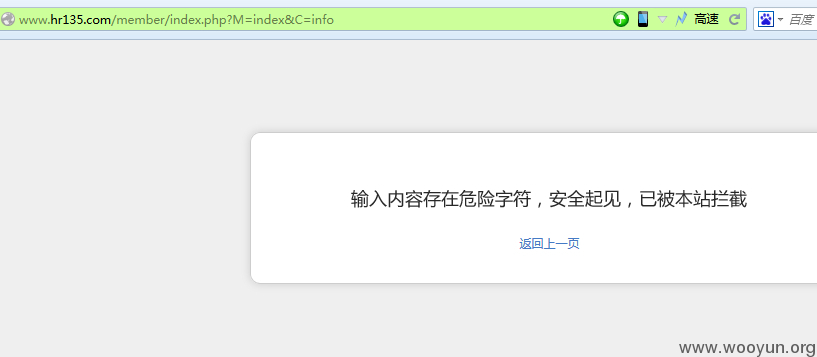 www.hr135.com/member/index.php?M=index&C=info 高速 百度
输入内容存在危险字符，安全起见，已被本站拦截
返回上一页
www.wooyun.org